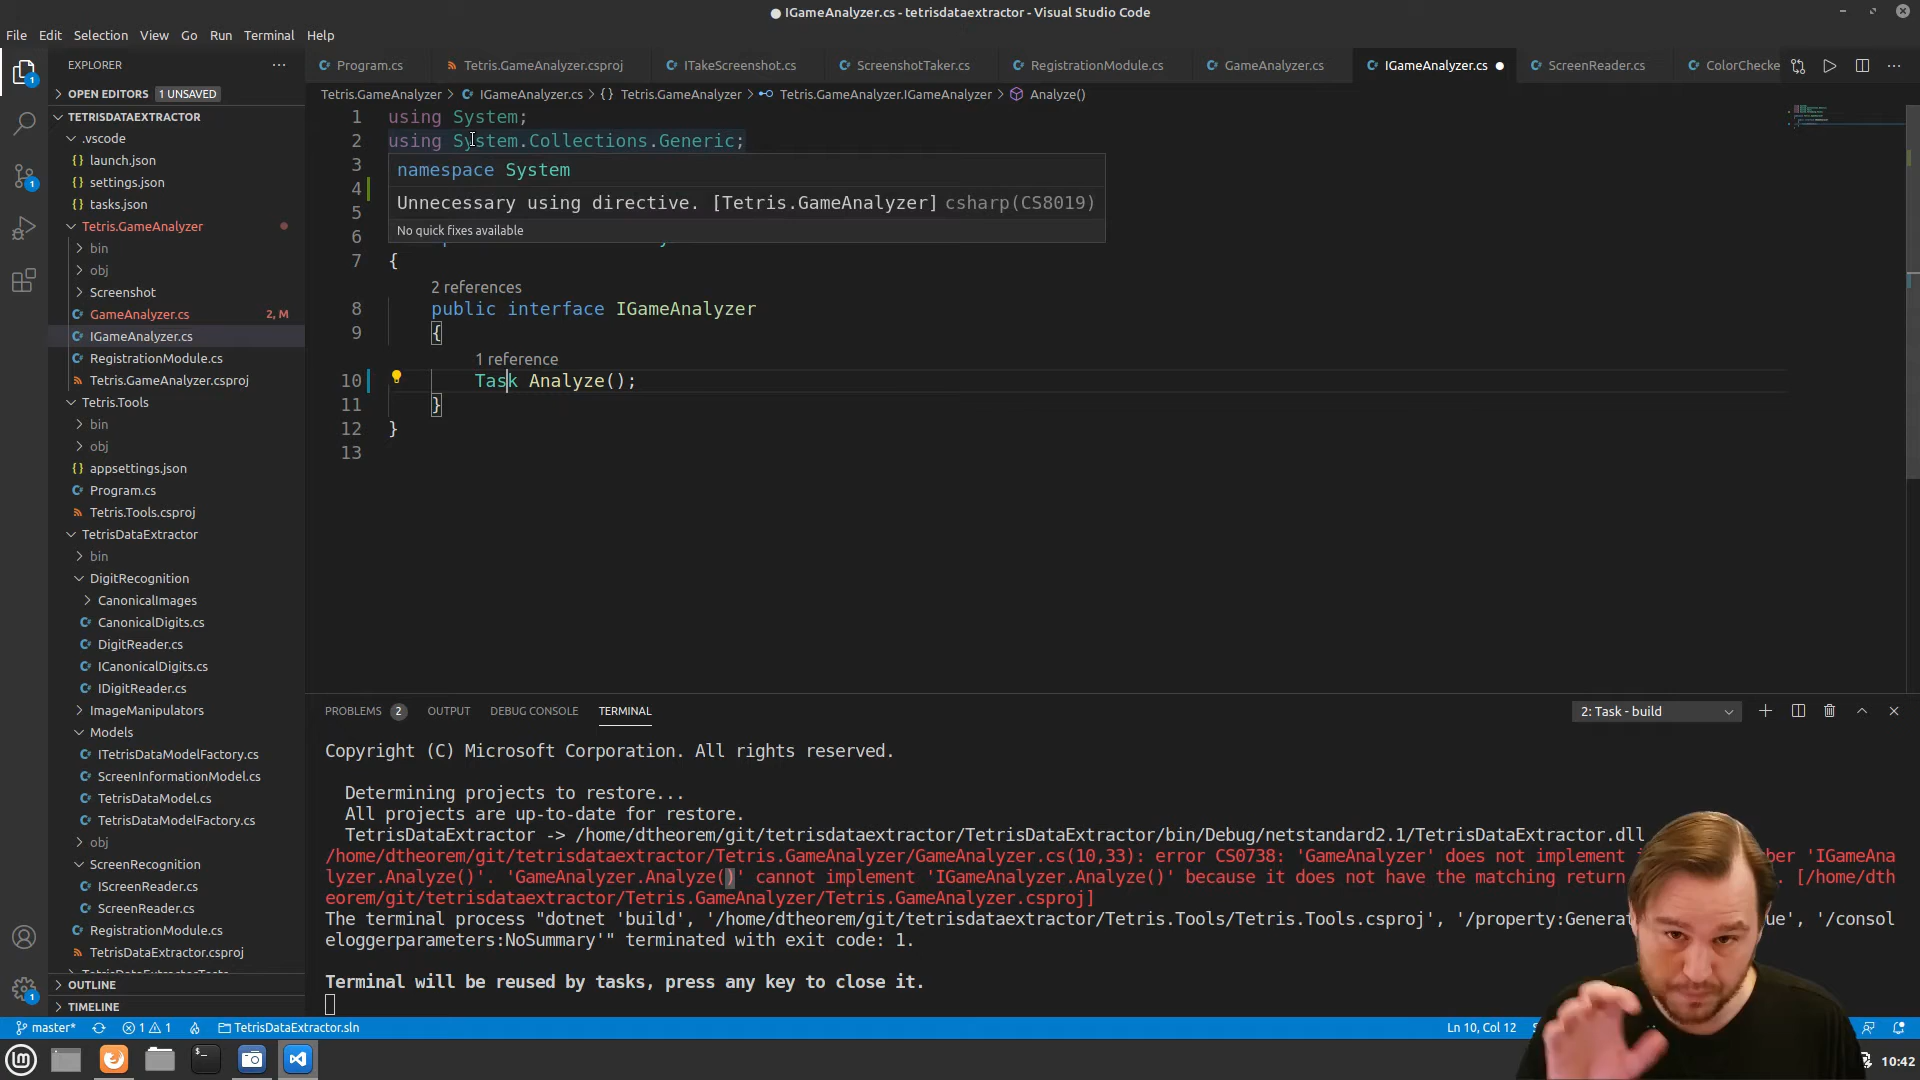 IGameAnalyzer.cs - tetrisdataextractor - Visual Studio Code
File Edit Selection View Go Run Terminal Help
EXPLORER
Program.cs Tetris.GameAnalyzer.csproj ITakeScreenshot.cs ScreenshotTaker.cs RegistrationModule.cs GameAnalyzer.cs IGameAnalyzer.cs ScreenReader.cs ColorChecke
OPEN EDITORS 1 UNSAVED
TETRISDATAEXTRACTOR
.vscode
launch.json
settings.json
tasks.json
Tetris.GameAnalyzer
bin
obj
Screenshot
GameAnalyzer.cs 2, M
IGameAnalyzer.cs
RegistrationModule.cs
Tetris.GameAnalyzer.csproj
Tetris.Tools
bin
obj
appsettings.json
Program.cs
Tetris.Tools.csproj
TetrisDataExtractor
bin
DigitRecognition
CanonicalImages
CanonicalDigits.cs
DigitReader.cs
ICanonicalDigits.cs
IDigitReader.cs
ImageManipulators
Models
ITetrisDataModelFactory.cs
ScreenInformationModel.cs
TetrisDataModel.cs
TetrisDataModelFactory.cs
obj
ScreenRecognition
IScreenReader.cs
ScreenReader.cs
RegistrationModule.cs
TetrisDataExtractor.csproj
OUTLINE
TIMELINE
Tetris.GameAnalyzer > IGameAnalyzer.cs > {} Tetris.GameAnalyzer > Tetris.GameAnalyzer.IGameAnalyzer > Analyze()
1 using System;
2 using System.Collections.Generic;
3
4
5
6
namespace System
Unnecessary using directive. [Tetris.GameAnalyzer] csharp(CS8019)
No quick fixes available
7 {
2 references
8 public interface IGameAnalyzer
9 {
1 reference
10 Task Analyze();
11 }
12 }
13
PROBLEMS 2 OUTPUT DEBUG CONSOLE TERMINAL 2: Task - build
Copyright (C) Microsoft Corporation. All rights reserved.
Determining projects to restore...
All projects are up-to-date for restore.
TetrisDataExtractor -> /home/dtheorem/git/tetrisdataextractor/TetrisDataExtractor/bin/Debug/netstandard2.1/TetrisDataExtractor.dll
/home/dtheorem/git/tetrisdataextractor/Tetris.GameAnalyzer/GameAnalyzer.cs(10,33): error CS0738: 'GameAnalyzer' does not implement 'IGameAna
lyzer.Analyze()'. 'GameAnalyzer.Analyze()' cannot implement 'IGameAnalyzer.Analyze()' because it does not have the matching return [/home/dth
eorem/git/tetrisdataextractor/Tetris.GameAnalyzer/Tetris.GameAnalyzer.csproj]
The terminal process "dotnet 'build', '/home/dtheorem/git/tetrisdataextractor/Tetris.Tools/Tetris.Tools.csproj', '/property:Generat '/consol
eloggerparameters:NoSummary'" terminated with exit code: 1.
Terminal will be reused by tasks, press any key to close it.
master* 1 1 TetrisDataExtractor.sln Ln 10, Col 12
10:42